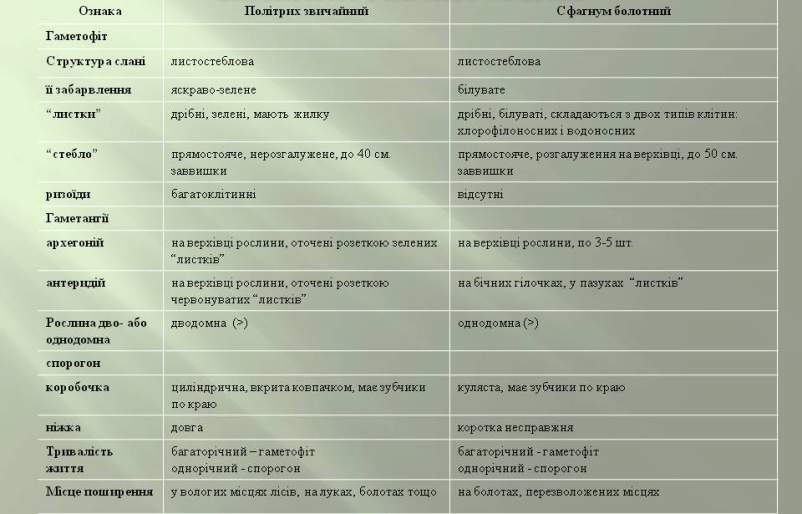 Ознака Політрих звичайний Сфагнум болотний
Гаметофіт
Структура слані листостеблова листостеблова
її забарвлення яскраво-зелене білувате
“листки” дрібні, зелені, мають жилку дрібні, білуваті, складаються з двох типів клітин:
хлорофілоносних і водоносних
“стебло” прямостояче, нерозгалужене, до 40 см. прямостояче, розгалуження на верхівці, до 50 см.
заввишки заввишки
ризоїди багатоклітинні відсутні
Гаметангії
архегоній на верхівці рослини, оточені розеткою зелених на верхівці рослини, по 3-5 шт.
“листків”
антеридій на верхівці рослини, оточені розеткою на бічних гілочках, у пазухах “листків”
червонуватих “листків”
Рослина дво- або дводомна (>) однодомна (>)
однодомна
спорогон
коробочка циліндрична, вкрита ковпачком, має зубчики куляста, має зубчики по краю
по краю
ніжка довга коротка несправжня
Тривалість багаторічний – гаметофіт багаторічний - гаметофіт
життя однорічний - спорогон однорічний - спорогон
Місце поширення у вологих місцях лісів, на луках, болотах тощо на болотах, перезволожених місцях